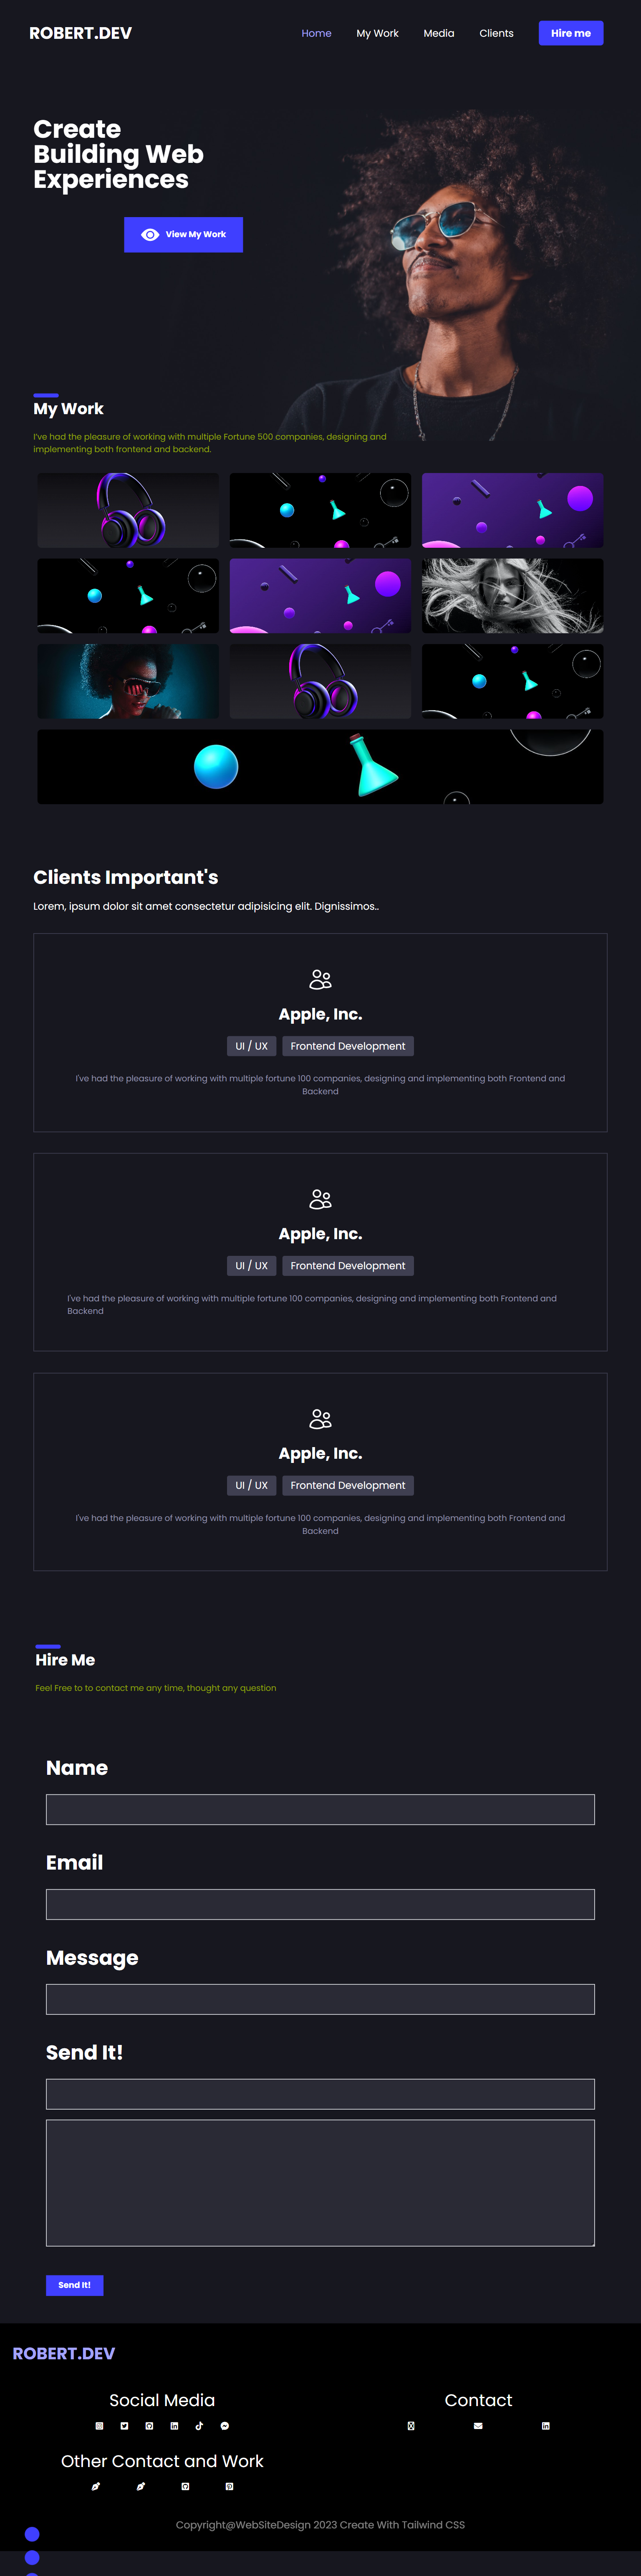 ROBERT.DEV
Home My Work Media Clients Hire me
Create
Building Web
Experiences
View My Work
My Work
I've had the pleasure of working with multiple Fortune 500 companies, designing and
implementing both frontend and backend.
Clients Important's
Lorem, ipsum dolor sit amet consectetur adipisicing elit. Dignissimos..
Apple, Inc.
UI / UX Frontend Development
I've had the pleasure of working with multiple fortune 100 companies, designing and implementing both Frontend and
Backend
Apple, Inc.
UI / UX Frontend Development
I've had the pleasure of working with multiple fortune 100 companies, designing and implementing both Frontend and
Backend
Apple, Inc.
UI / UX Frontend Development
I've had the pleasure of working with multiple fortune 100 companies, designing and implementing both Frontend and
Backend
Hire Me
Feel Free to to contact me any time, thought any question
Name
Email
Message
Send It!
Send It!
ROBERT.DEV
Social Media
Contact
Other Contact and Work
Copyright@WebSiteDesign 2023 Create With Tailwind CSS